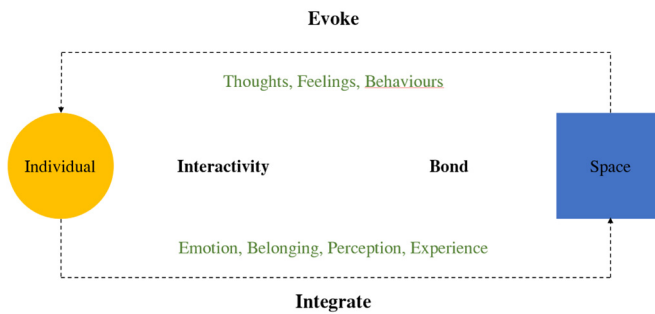 Evoke
Thoughts, Feelings, Behaviours
Individual
Interactivity
Bond
Space
Emotion, Belonging, Perception, Experience
Integrate